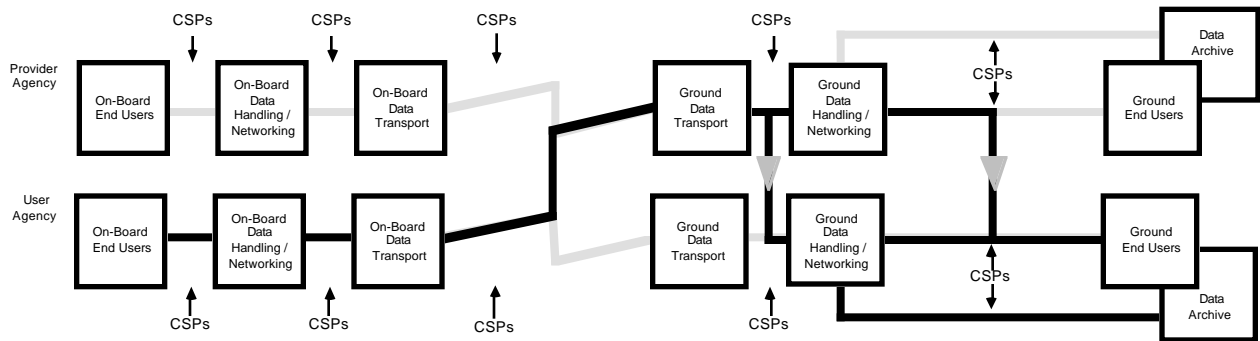 CSPs
CSPs
CSPs
CSPs
Provider
Agency
On-Board
End Users
On-Board
Data
Handling /
Networking
On-Board
Data
Transport
Ground
Data
Transport
Ground
Data
Handling /
Networking
CSPs
Ground
End Users
Data
Archive
User
Agency
On-Board
End Users
On-Board
Data
Handling /
Networking
On-Board
Data
Transport
Ground
Data
Transport
Ground
Data
Handling /
Networking
CSPs
Ground
End Users
Data
Archive
CSPs
CSPs
CSPs
CSPs